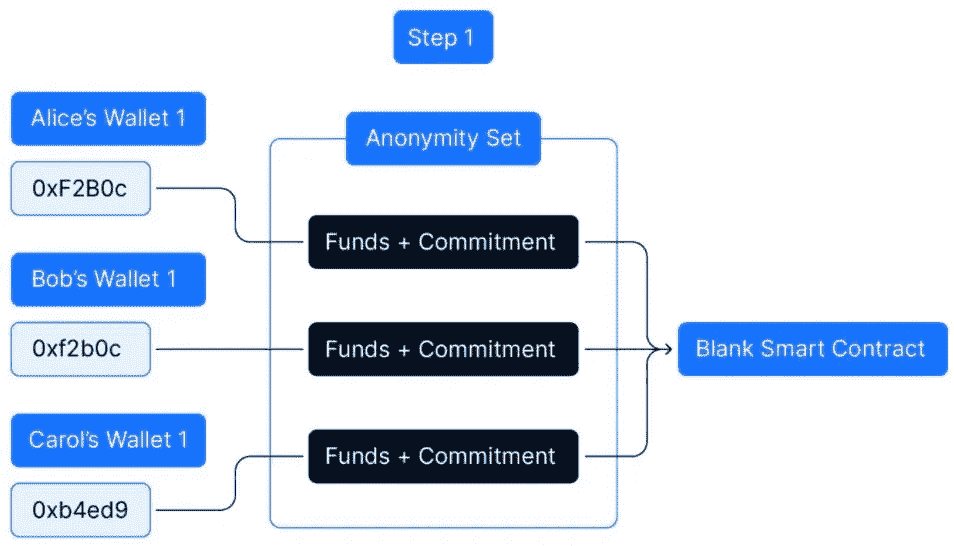 Step 1
Alice's Wallet 1
0xF2B0c
Bob's Wallet 1
0xf2b0c
Carol's Wallet 1
0xb4ed9
Anonymity Set
Funds + Commitment
Funds + Commitment
Funds + Commitment
Blank Smart Contract